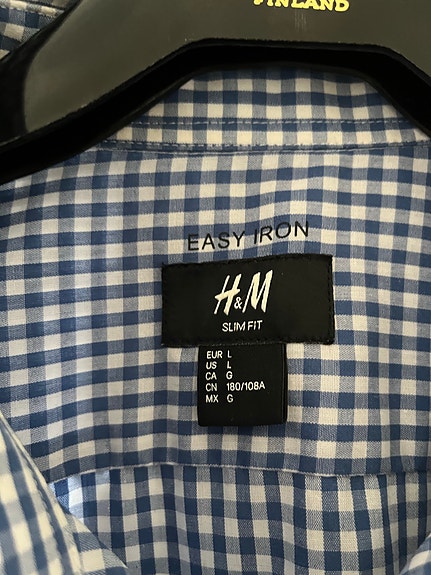 FINLAND
EASY IRON
H&M
SLIM FIT
EUR L
US L
CA G
CN 180/108A
MX G